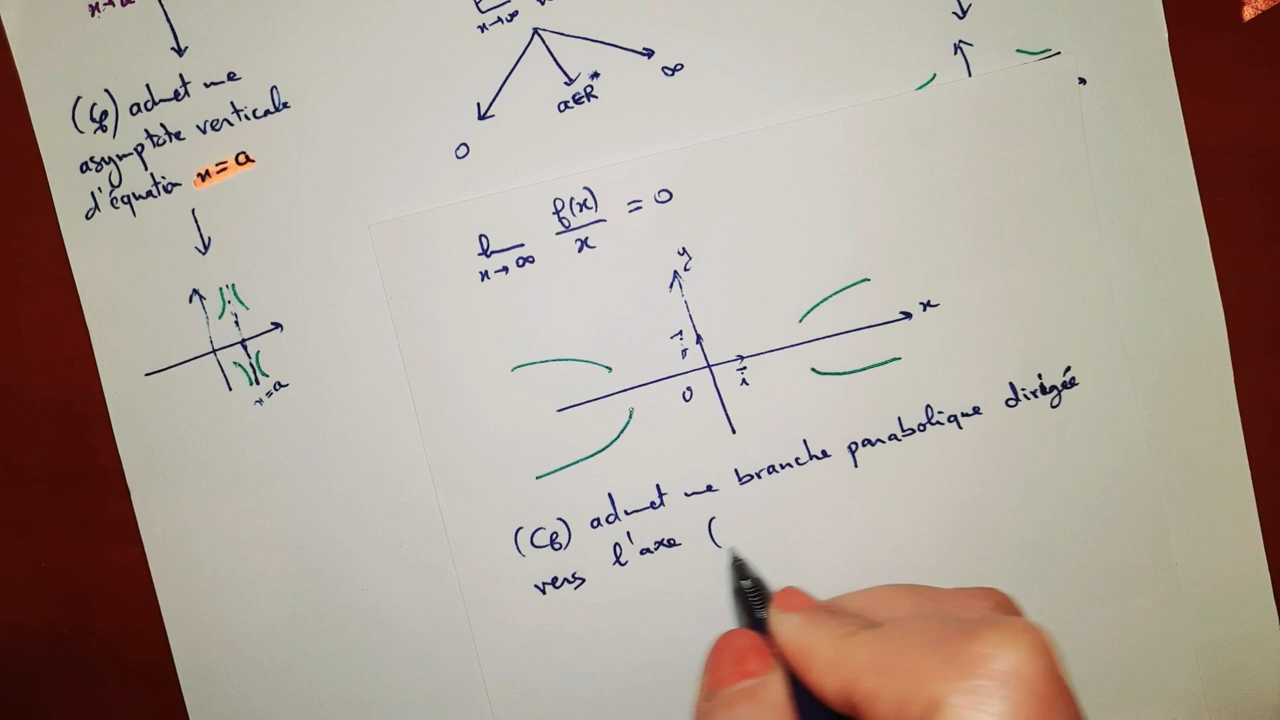 x→a
(Cf) admet une
asymptote verticale
d'équation x = a
x=a
x→∞
0
a∈R*
∞
lim f(x)/x = 0
x→∞
y
x
j
0
i
(Cf) admet une branche parabolique dirigée
vers l'axe (